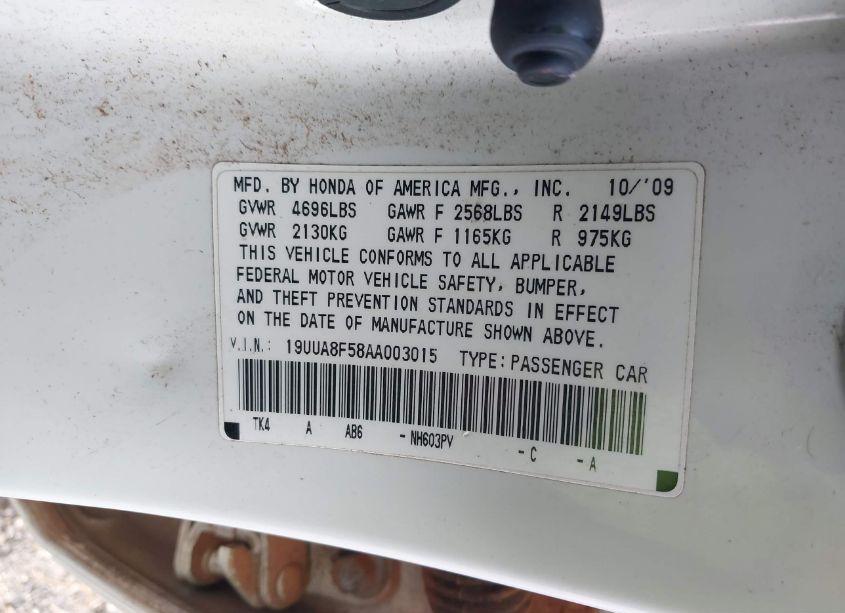 MFD. BY HONDA OF AMERICA MFG., INC. 10/'09
GVWR 4696LBS GAWR F 2568LBS R 2149LBS
GVWR 2130KG GAWR F 1165KG R 975KG
THIS VEHICLE CONFORMS TO ALL APPLICABLE
FEDERAL MOTOR VEHICLE SAFETY, BUMPER,
AND THEFT PREVENTION STANDARDS IN EFFECT
ON THE DATE OF MANUFACTURE SHOWN ABOVE.
V.I.N.: 19UUA8F58AA003015 TYPE:PASSENGER CAR
TK4 A AB6 -NH603PV -C -A